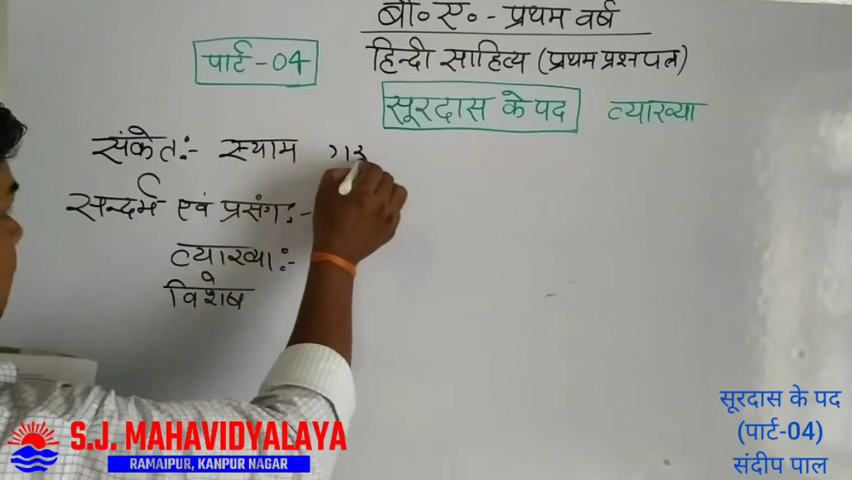 बी॰ ए॰ - प्रथम वर्ष
पार्ट - 04
हिन्दी साहित्य (प्रथम प्रश्नपत्र)
सूरदास के पद व्याख्या
संकेत:- स्याम
सन्दर्भ एवं प्रसंग:-
व्याख्या:-
विशेष
सूरदास के पद
(पार्ट-04)
संदीप पाल
S.J. MAHAVIDYALAYA
RAMAIPUR, KANPUR NAGAR